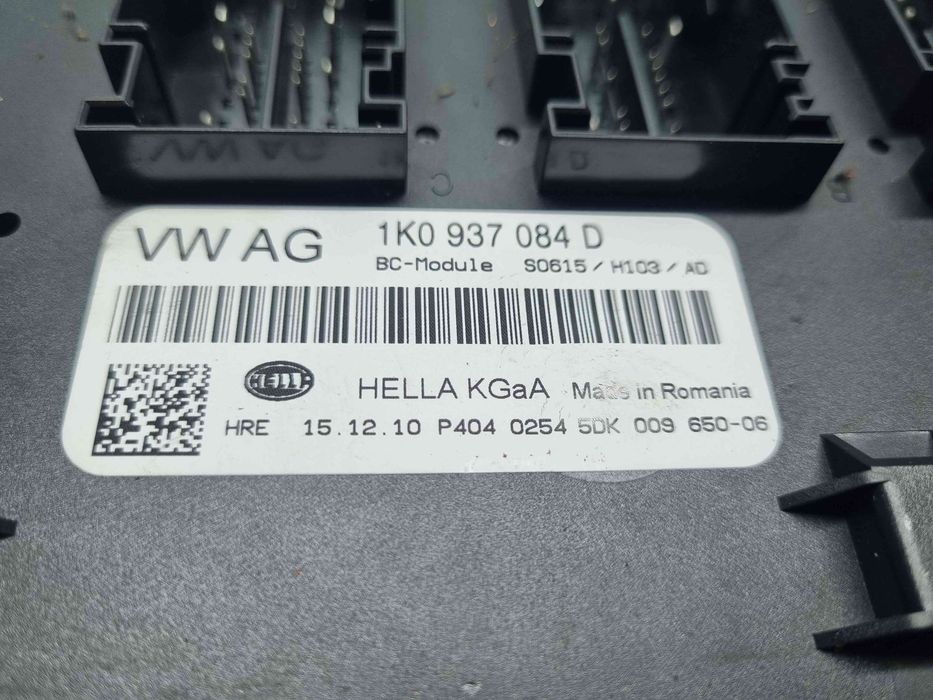 C
B
VW AG 1K0 937 084 D
BC-Module S0615 / H103 / AD
HELLA
HELLA KGaA Made in Romania
HRE 15.12.10 P404 0254 5DK 009 650-06